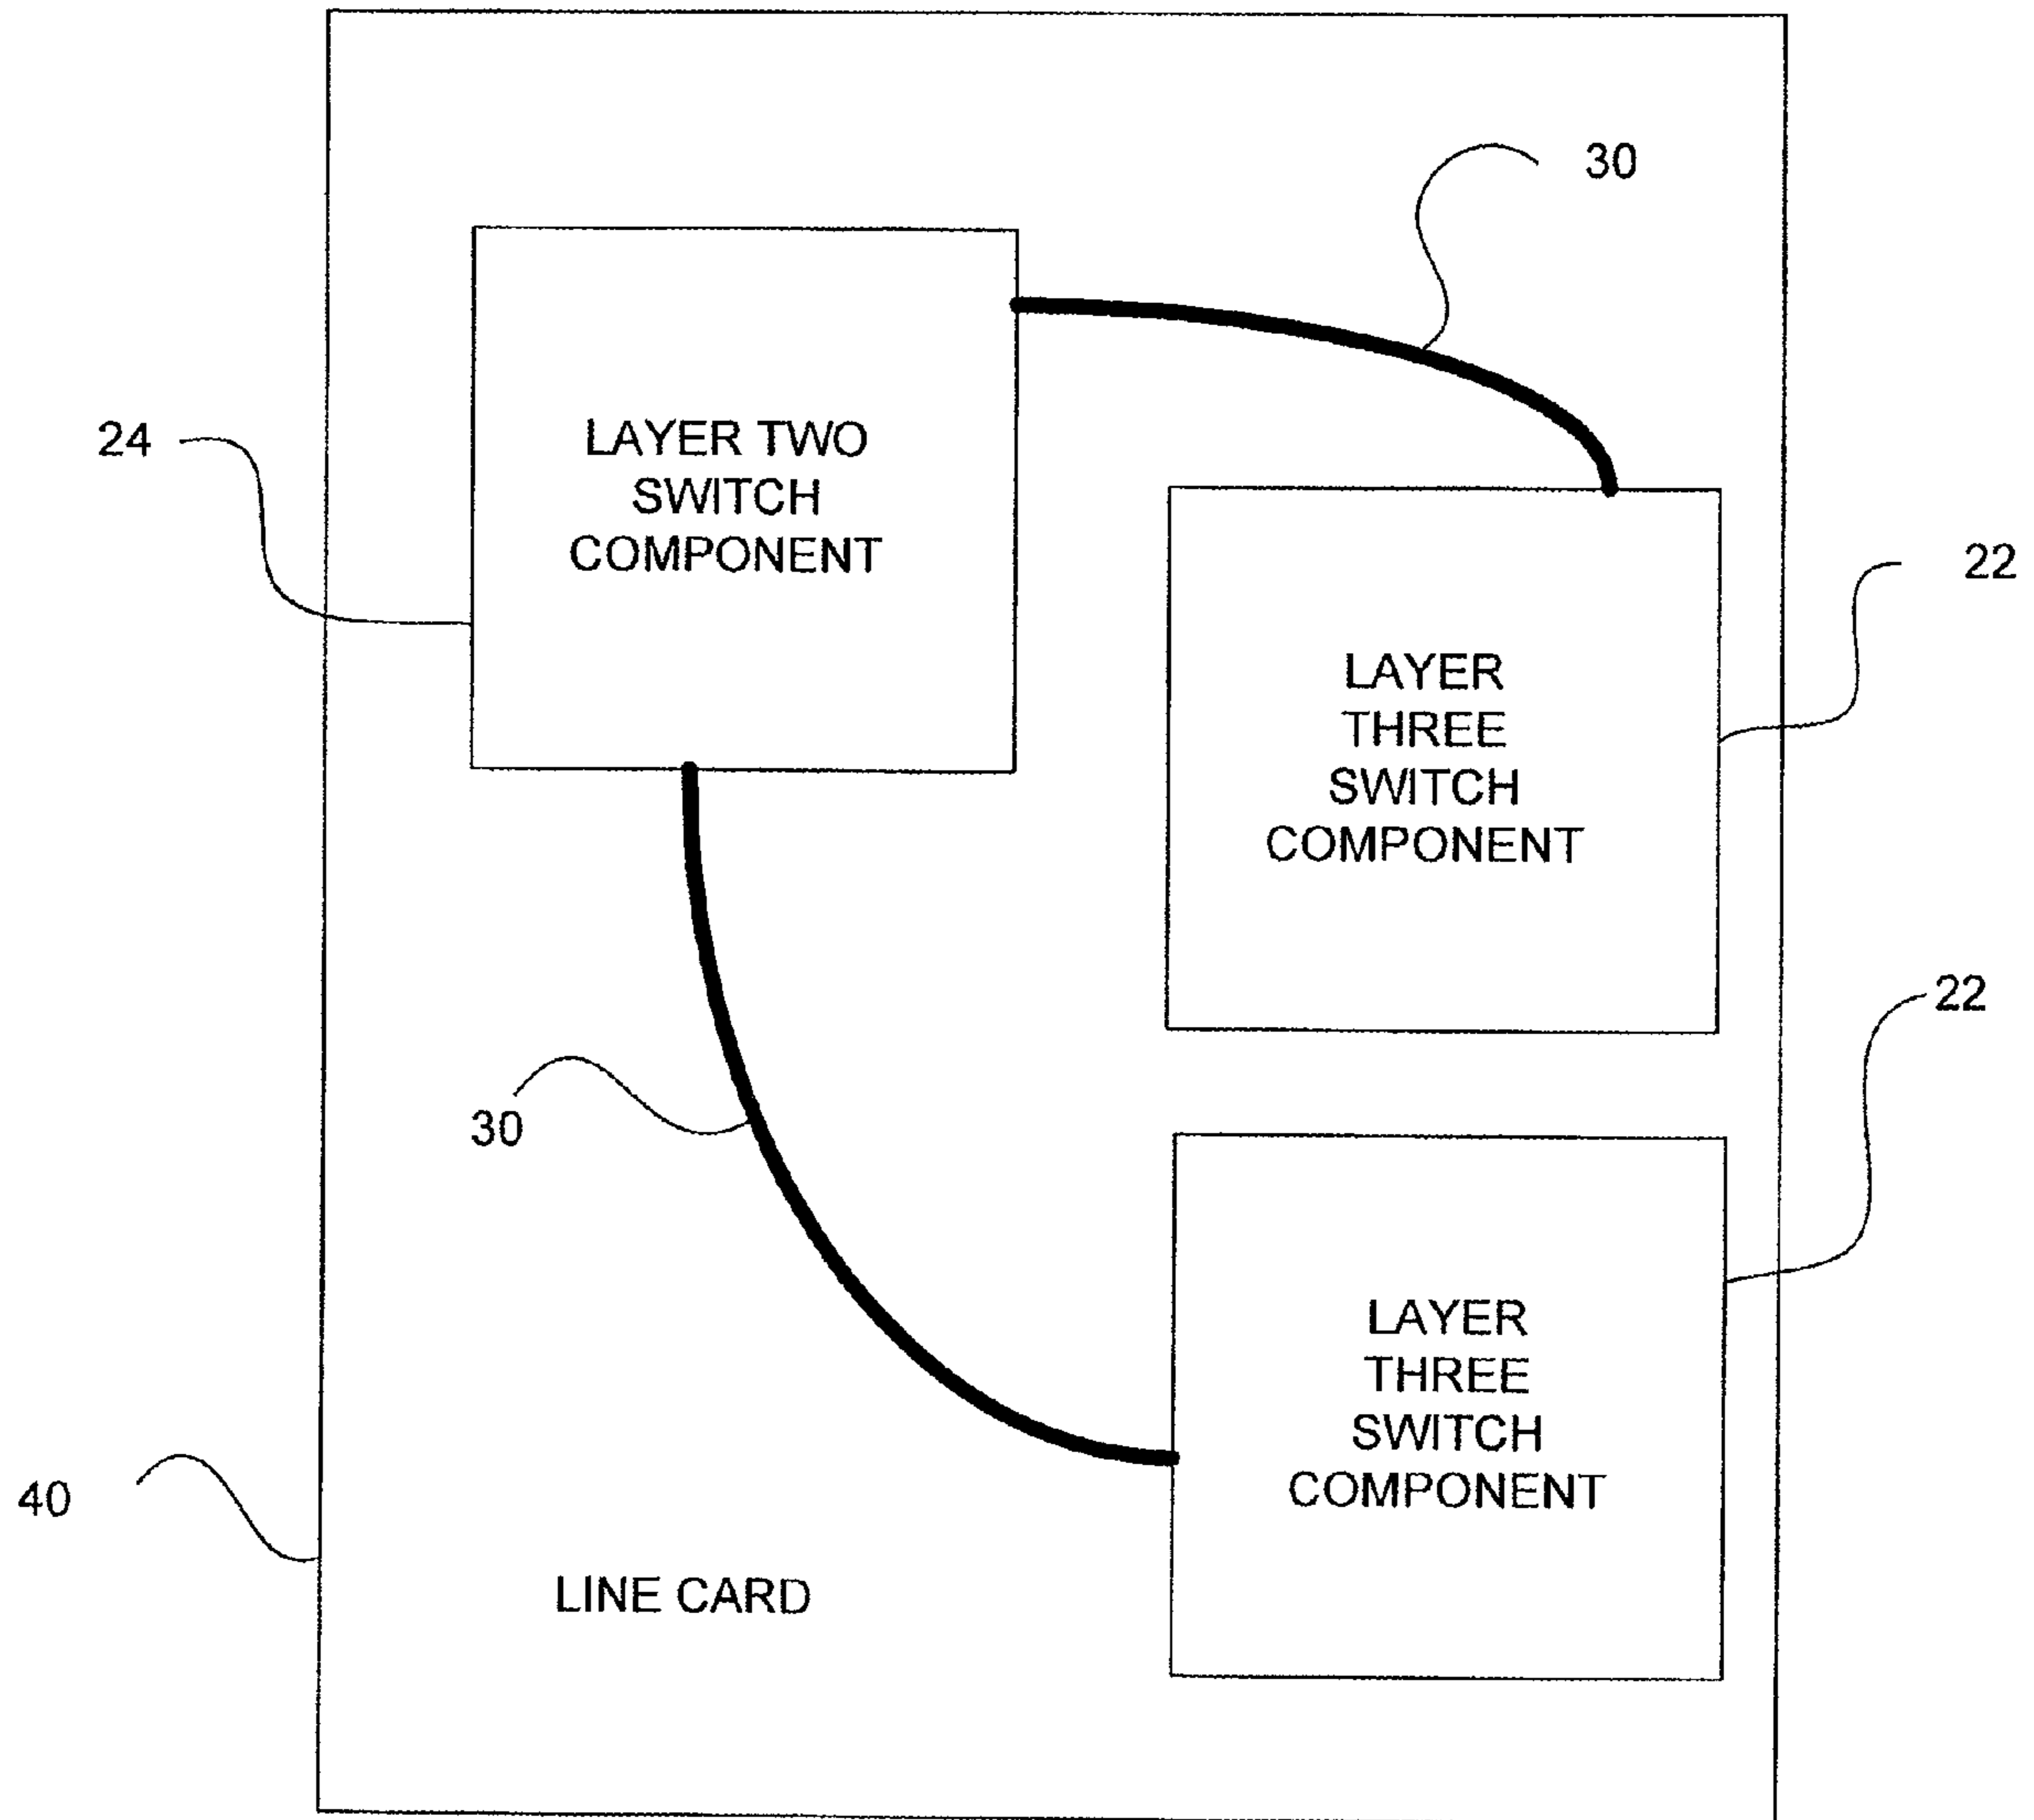 30
24
LAYER TWO
SWITCH
COMPONENT
22
LAYER
THREE
SWITCH
COMPONENT
22
30
LAYER
THREE
SWITCH
COMPONENT
40
LINE CARD